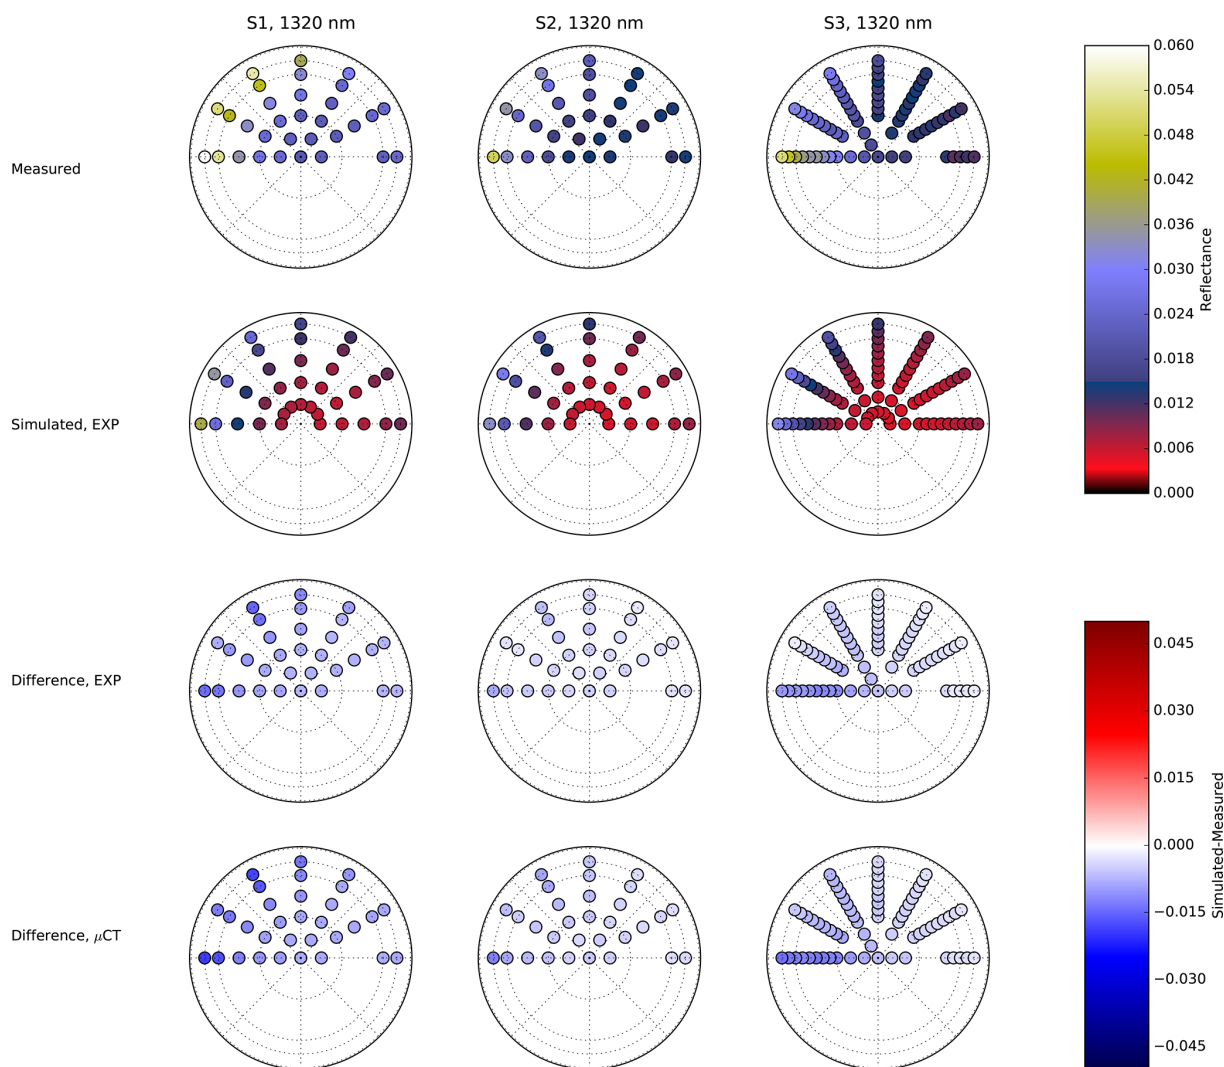 S1, 1320 nm
S2, 1320 nm
S3, 1320 nm
Measured
Simulated, EXP
Difference, EXP
Difference, μCT
0.060
0.054
0.048
0.042
0.036
0.030
0.024
0.018
0.012
0.006
0.000
Reflectance
0.045
0.030
0.015
0.000
−0.015
−0.030
−0.045
Simulated-Measured